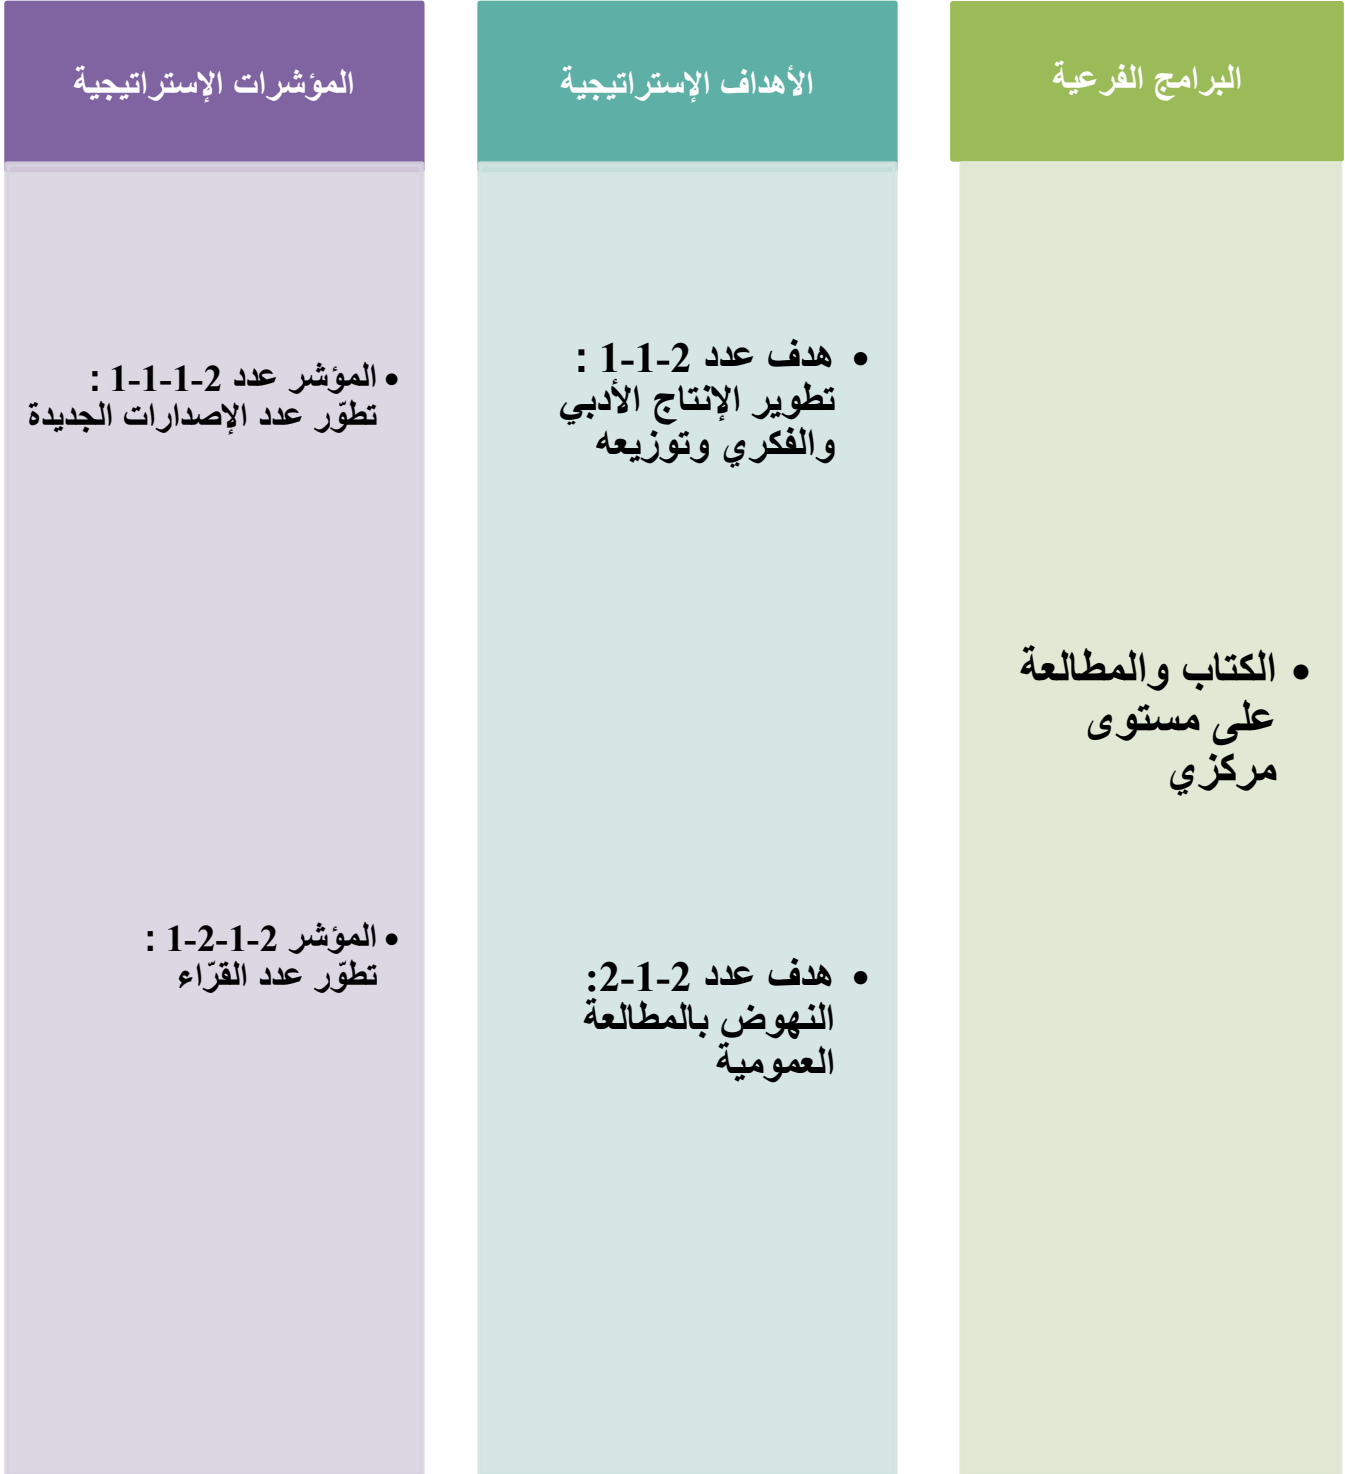 البرامج الفرعية
الكتاب والمطالعة
على مستوى
مركزي
الأهداف الإستراتيجية
هدف عدد 2-1-1 :
تطوير الإنتاج الأدبي
والفكري وتوزيعه
هدف عدد 2-1-2:
النهوض بالمطالعة
العمومية
المؤشرات الإستراتيجية
المؤشر عدد 2-1-1-1 :
تطوّر عدد الإصدارات الجديدة
المؤشر 2-1-2-1 :
تطوّر عدد القرّاء